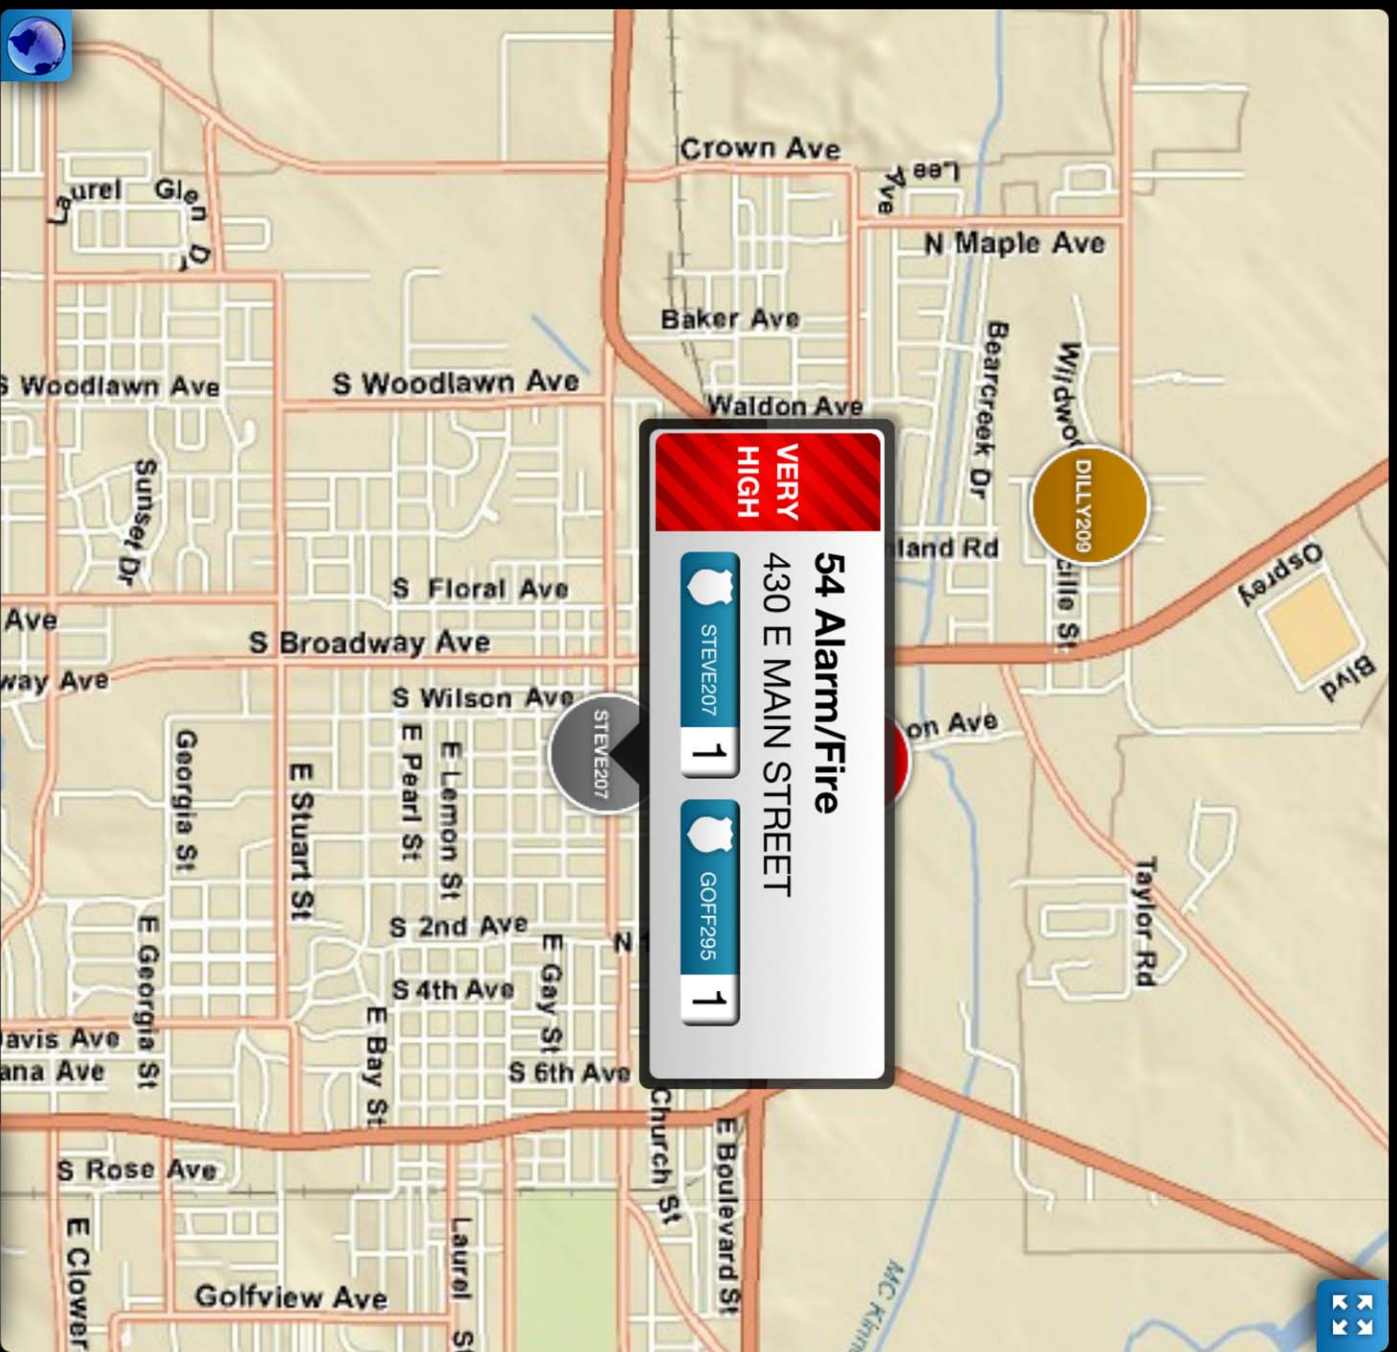 Crown Ave
Lee Ave
Laurel Glen Dr
N Maple Ave
Baker Ave
Bearcreek Dr
S Woodlawn Ave
S Woodlawn Ave
Waldon Ave
VERY
HIGH
54 Alarm/Fire
430 E MAIN STREET
STEVE207 1
GOFF295 1
DILLY209
Sunset Dr
land Rd
S Floral Ave
cille St
Osprey Blvd
Ave
S Broadway Ave
way Ave
S Wilson Ave
STEVE207
on Ave
Georgia St
E Stuart St
E Pearl St
E Lemon St
Taylor Rd
S 2nd Ave
N
E Georgia St
E Gay St
S 4th Ave
E Bay St
avis Ave
ana Ave
S 6th Ave
Church St
E Boulevard St
S Rose Ave
E Clower
Laurel St
Golfview Ave